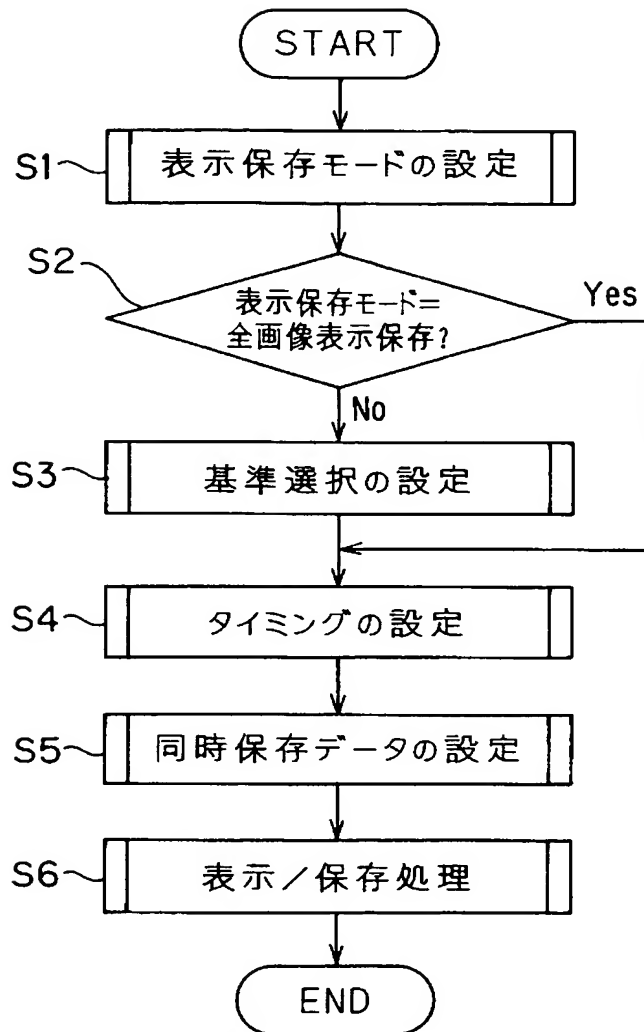 START
S1
表示保存モードの設定
S2
表示保存モード=
全画像表示保存?
Yes
No
S3
基準選択の設定
S4
タイミングの設定
S5
同時保存データの設定
S6
表示/保存処理
END